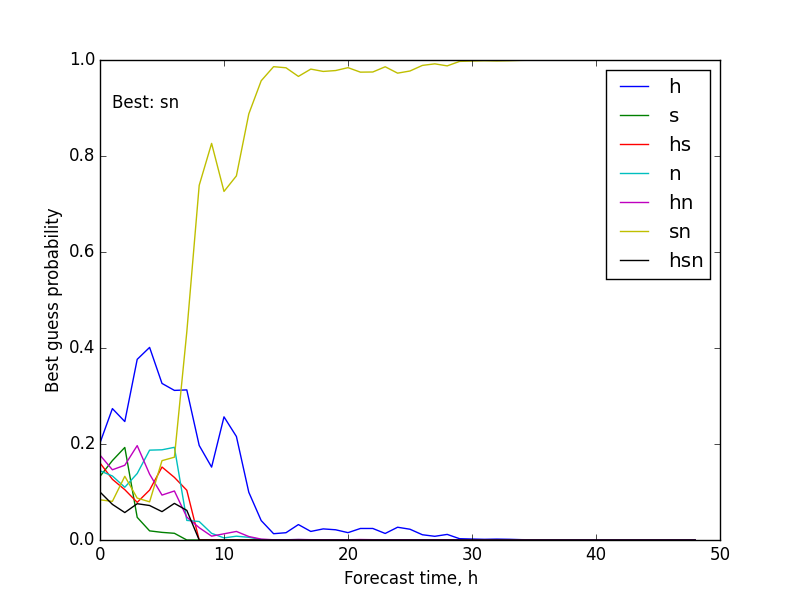 1.0
Best: sn
h
s
hs
n
hn
sn
hsn
0.8
0.6
0.4
0.2
0.0
Best guess probability
0 10 20 30 40 50
Forecast time, h